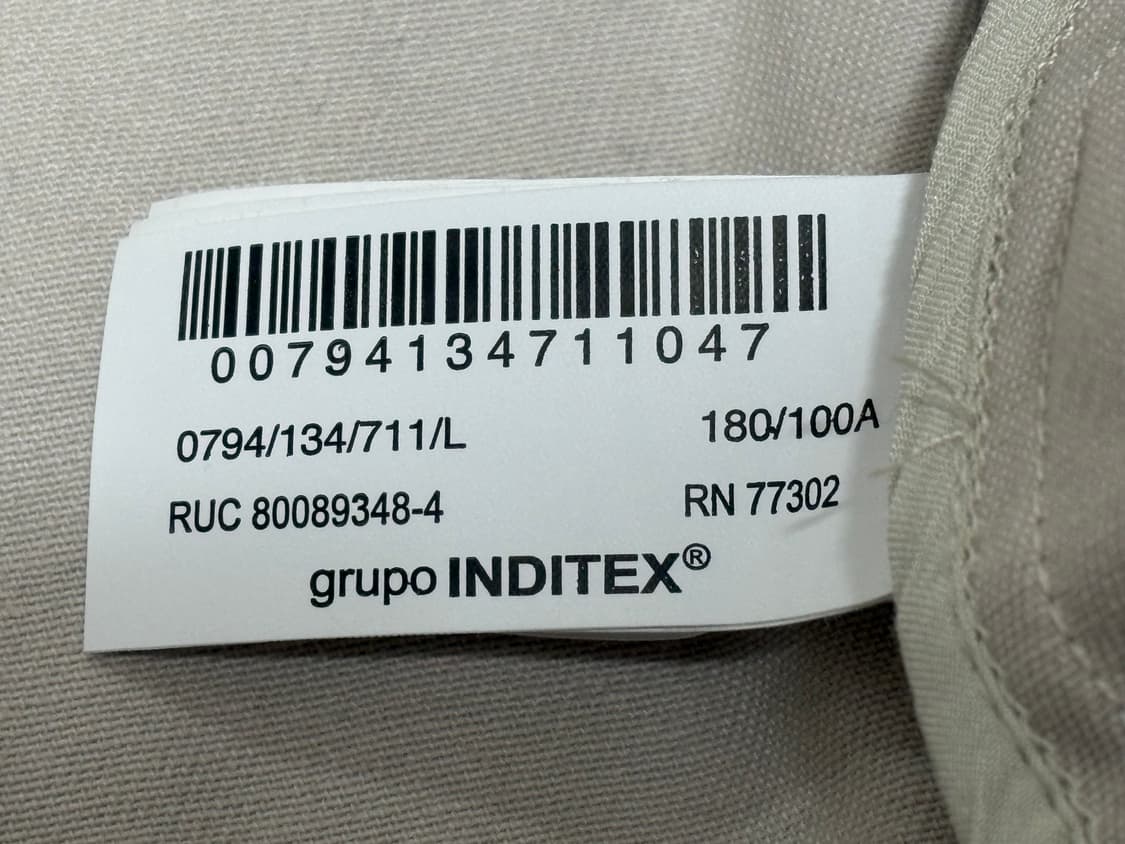 00794134711047
0794/134/711/L 180/100A
RUC 80089348-4 RN 77302
grupo INDITEX®